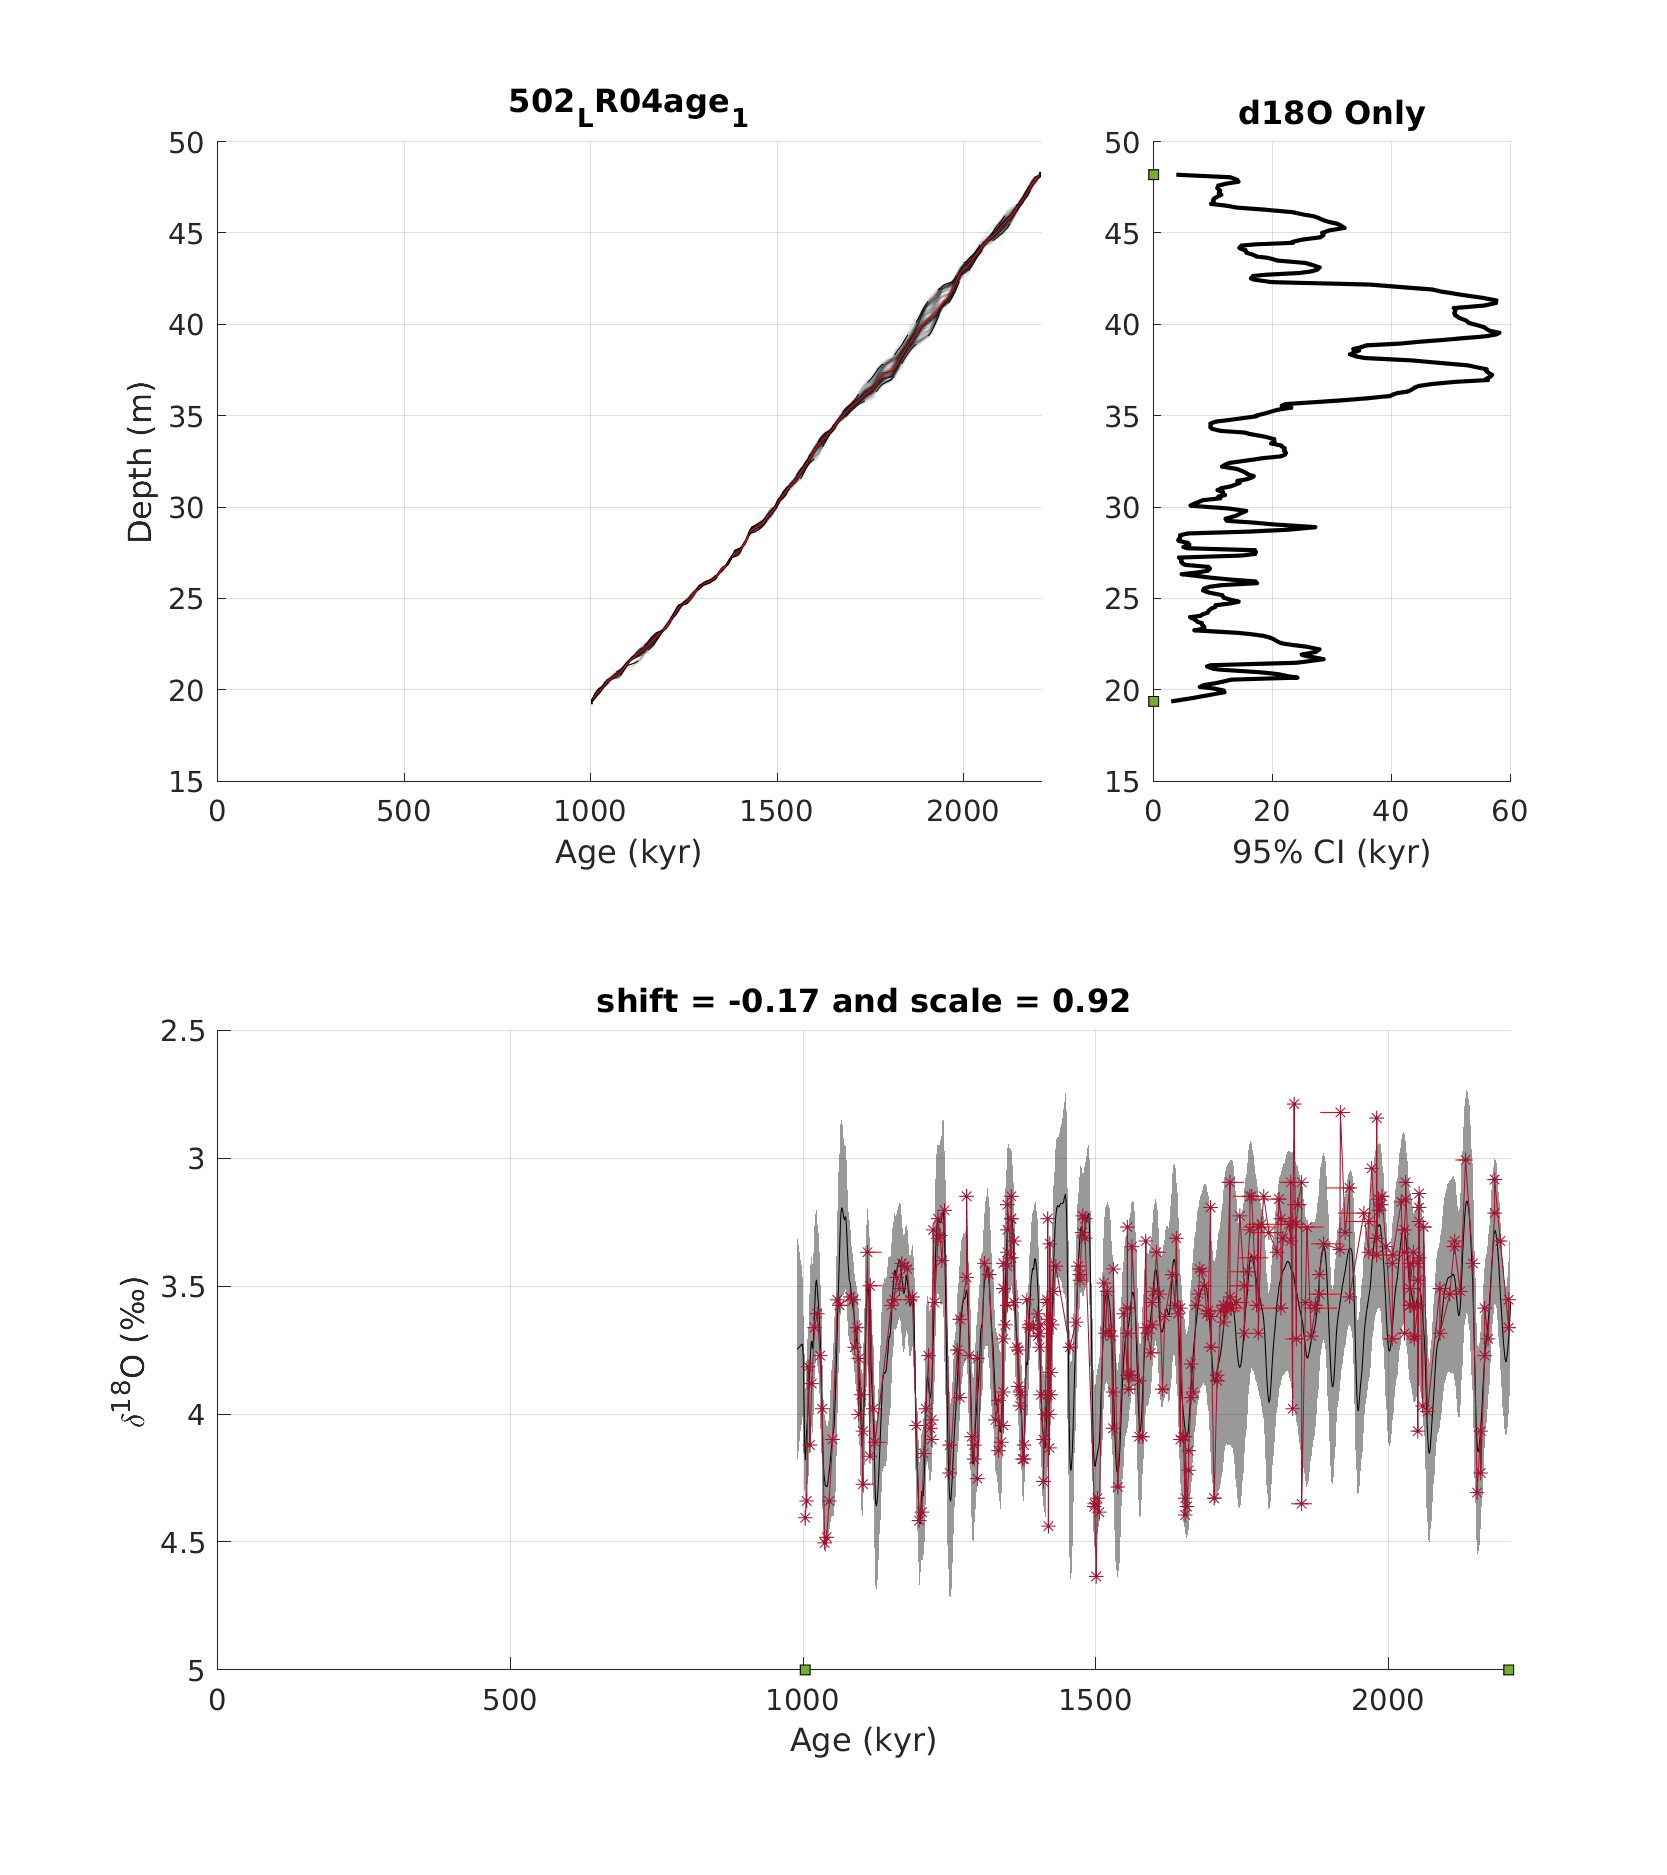 502_LR04age_1
50
45
40
35
30
25
20
15
0 500 1000 1500 2000
Depth (m)
Age (kyr)
d18O Only
50
45
40
35
30
25
20
15
0 20 40 60
95% CI (kyr)
shift = -0.17 and scale = 0.92
2.5
3
3.5
4
4.5
5
0 500 1000 1500 2000
δ¹⁸O (‰)
Age (kyr)